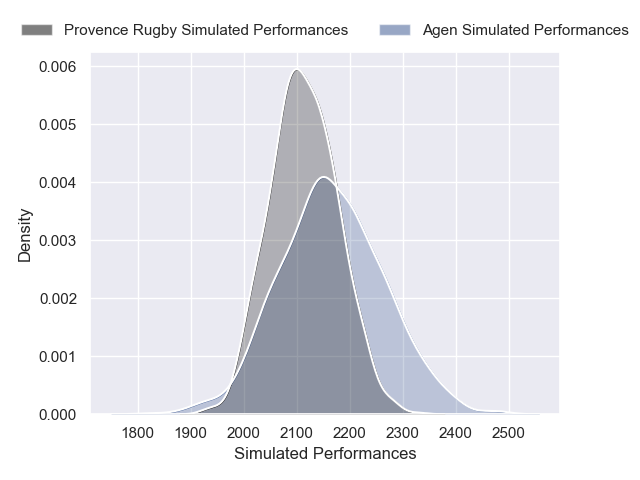 Provence Rugby Simulated Performances
Agen Simulated Performances
0.006
0.005
0.004
0.003
0.002
0.001
0.000
Density
1800 1900 2000 2100 2200 2300 2400 2500
Simulated Performances